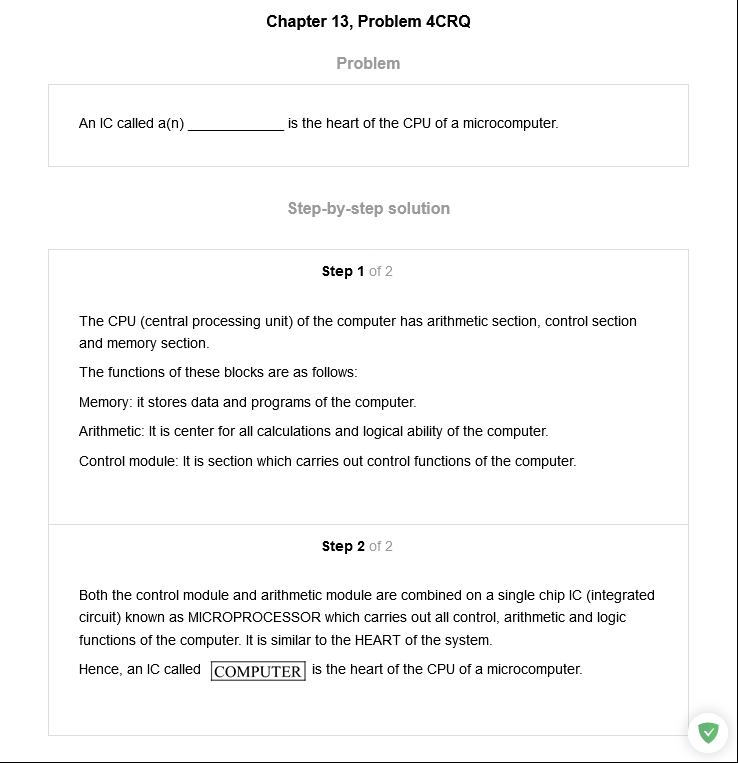 Chapter 13, Problem 4CRQ
Problem
An IC called a(n) ____________ is the heart of the CPU of a microcomputer.
Step-by-step solution
Step 1 of 2
The CPU (central processing unit) of the computer has arithmetic section, control section
and memory section.
The functions of these blocks are as follows:
Memory: it stores data and programs of the computer.
Arithmetic: It is center for all calculations and logical ability of the computer.
Control module: It is section which carries out control functions of the computer.
Step 2 of 2
Both the control module and arithmetic module are combined on a single chip IC (integrated
circuit) known as MICROPROCESSOR which carries out all control, arithmetic and logic
functions of the computer. It is similar to the HEART of the system.
Hence, an IC called COMPUTER is the heart of the CPU of a microcomputer.